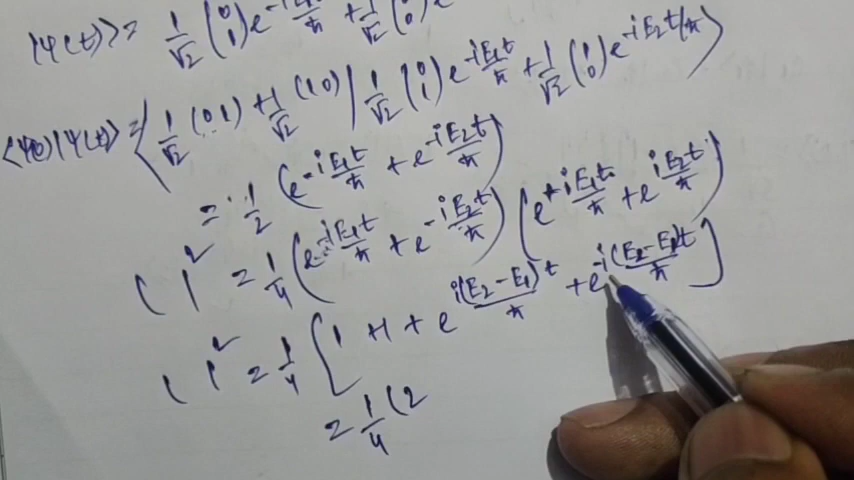 |ψ(t)> = 1/√2 (0 1) e^{-iE₁t/ħ} + 1/√2 (1 0) e
<ψ(0)|ψ(t)> = <1/√2 (0 1) + 1/√2 (1 0) | 1/√2 (0 1) e^{-iE₁t/ħ} + 1/√2 (1 0) e^{-iE₂t/ħ}>
= 1/2 (e^{-iE₁t/ħ} + e^{-iE₂t/ħ})
( |² = 1/4 (e^{-iE₁t/ħ} + e^{-iE₂t/ħ}) (e^{+iE₁t/ħ} + e^{iE₂t/ħ})
( |² = 1/4 [1 + 1 + e^{i(E₂-E₁)t/ħ} + e^{-i(E₂-E₁)t/ħ}]
= 1/4 (2